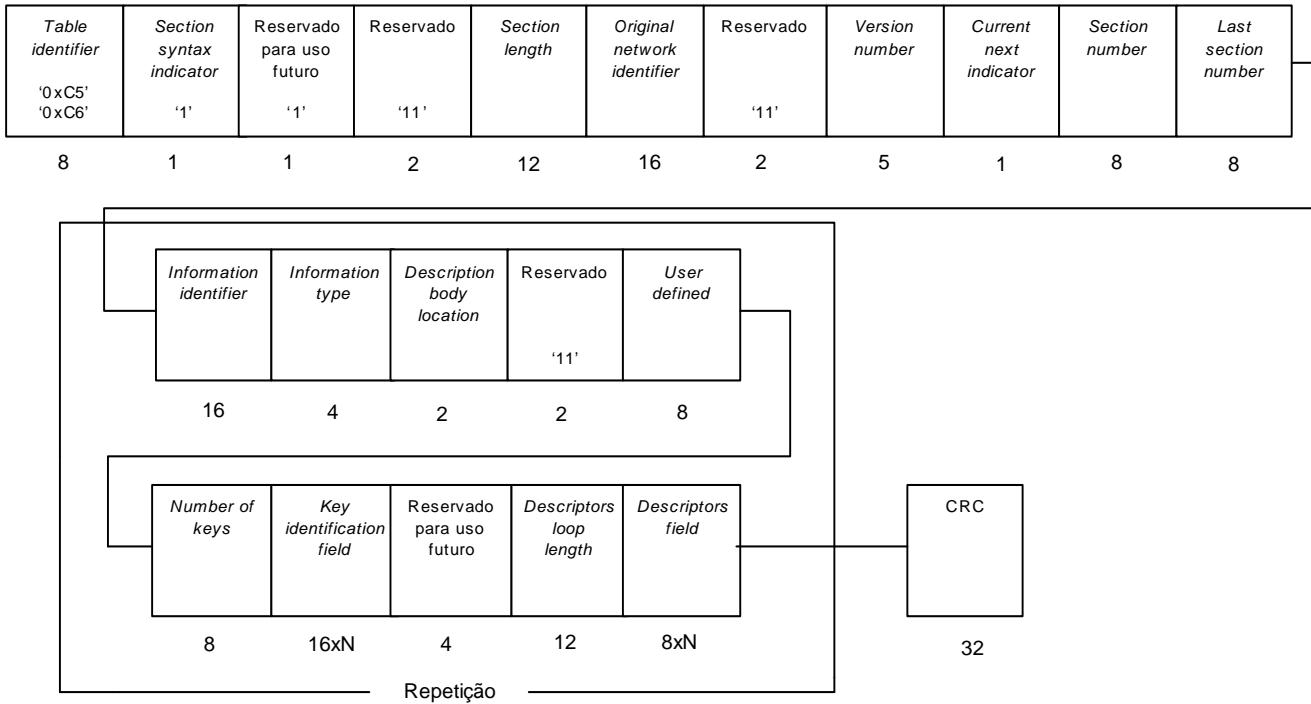 Table identifier '0xC5' '0xC6'
Section syntax indicator '1'
Reservado para uso futuro '1'
Reservado '11'
Section length
Original network identifier
Reservado '11'
Version number
Current next indicator
Section number
Last section number
8 1 1 2 12 16 2 5 1 8 8
Information identifier
Information type
Description body location
Reservado '11'
User defined
16 4 2 2 8
Number of keys
Key identification field
Reservado para uso futuro
Descriptors loop length
Descriptors field
CRC
8 16xN 4 12 8xN 32
Repetição